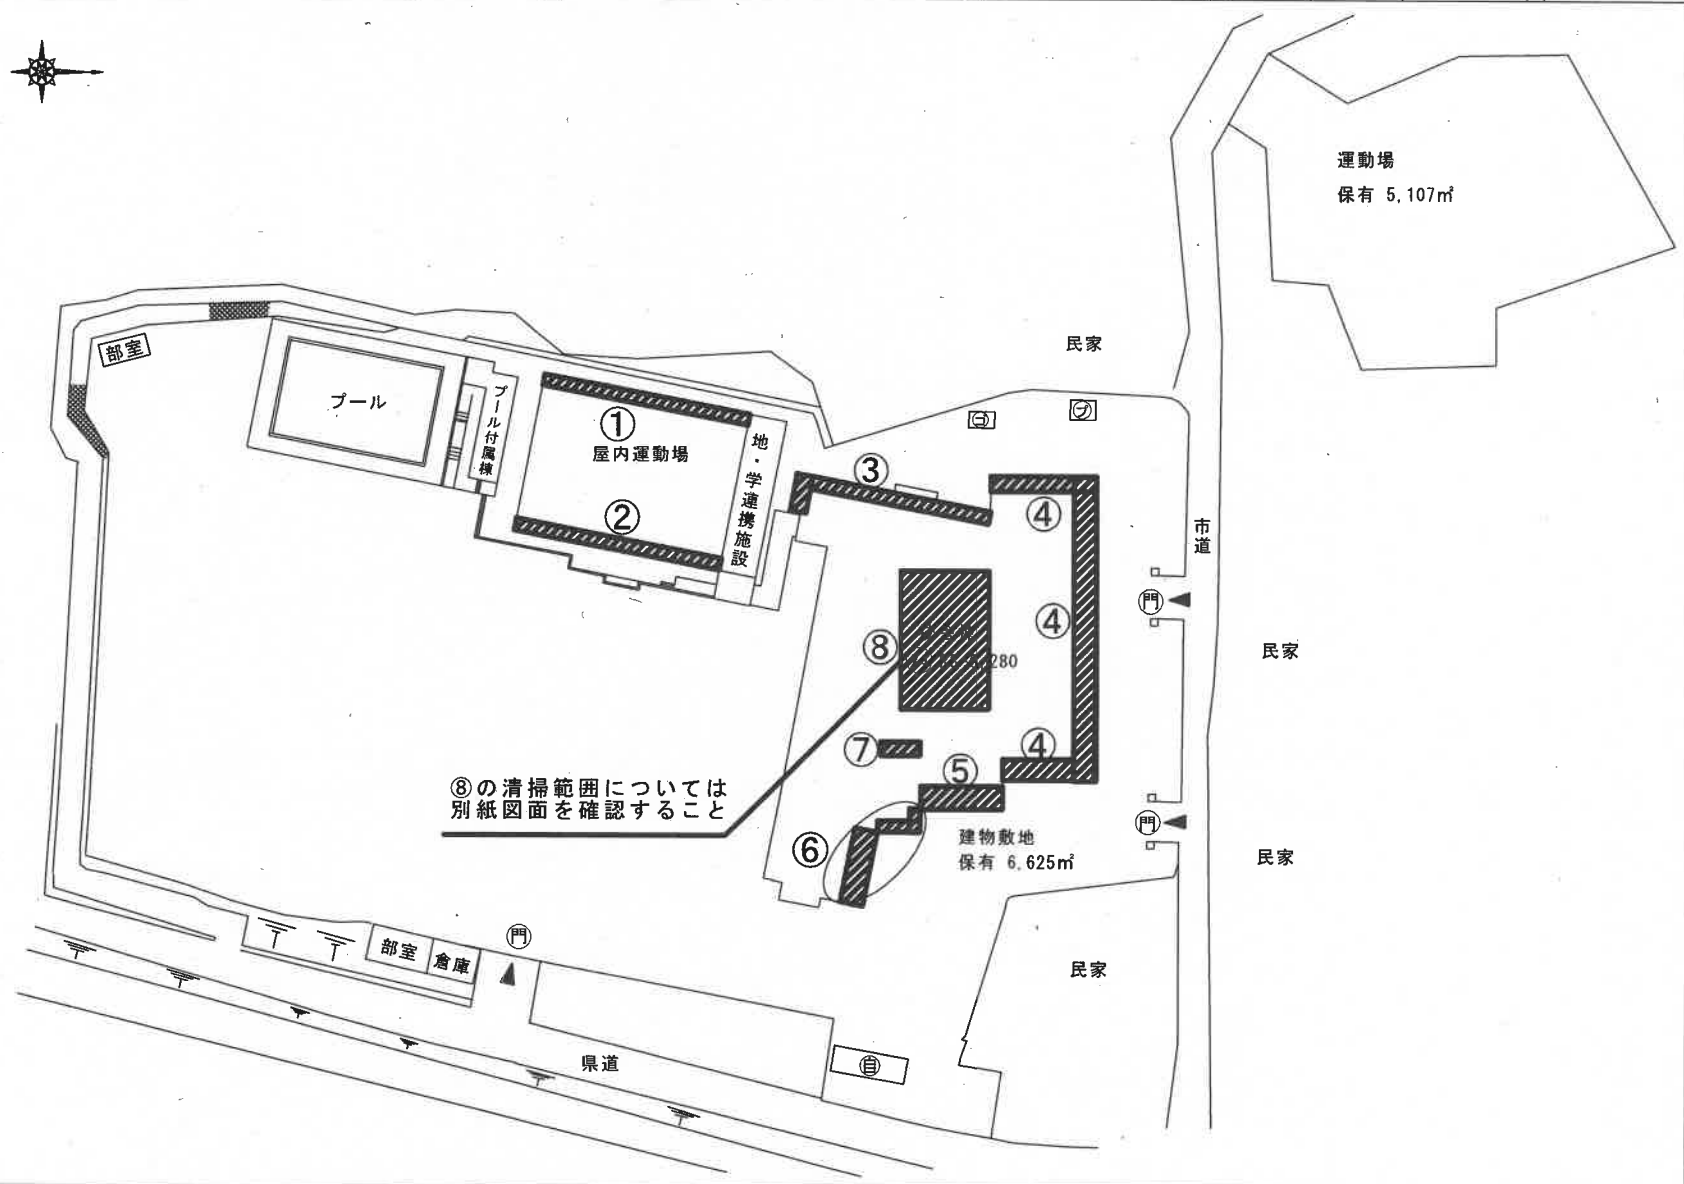 運動場
保有 5,107㎡
民家
部室
プール
プール付属棟
①
屋内運動場
②
地・学連携施設
③
㋙
㋫
④
市道
門
④
民家
⑧
280
④
⑦
⑤
⑧の清掃範囲については
別紙図面を確認すること
門
⑥
建物敷地
保有 6,625㎡
民家
門
部室
倉庫
民家
県道
自